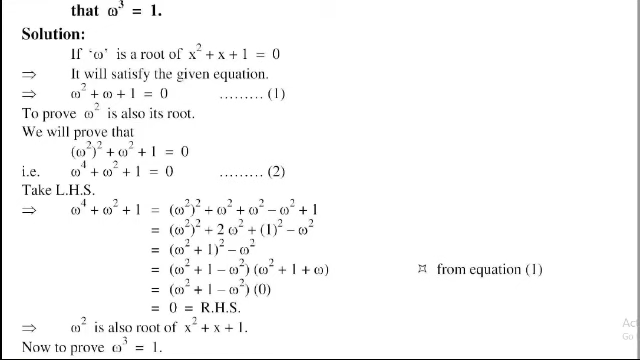 that ω³ = 1.
Solution:
If ‘ω’ is a root of x² + x + 1 = 0
⇒ It will satisfy the given equation.
⇒ ω² + ω + 1 = 0 ......... (1)
To prove ω² is also its root.
We will prove that
(ω²)² + ω² + 1 = 0
i.e. ω⁴ + ω² + 1 = 0 ......... (2)
Take L.H.S.
⇒ ω⁴ + ω² + 1 = (ω²)² + ω² + ω² − ω² + 1
= (ω²)² + 2 ω² + (1)² − ω²
= (ω² + 1)² − ω²
= (ω² + 1 − ω²) (ω² + 1 + ω) ¤ from equation (1)
= (ω² + 1 − ω²) (0)
= 0 = R.H.S.
⇒ ω² is also root of x² + x + 1.
Now to prove ω³ = 1.
Act
Go